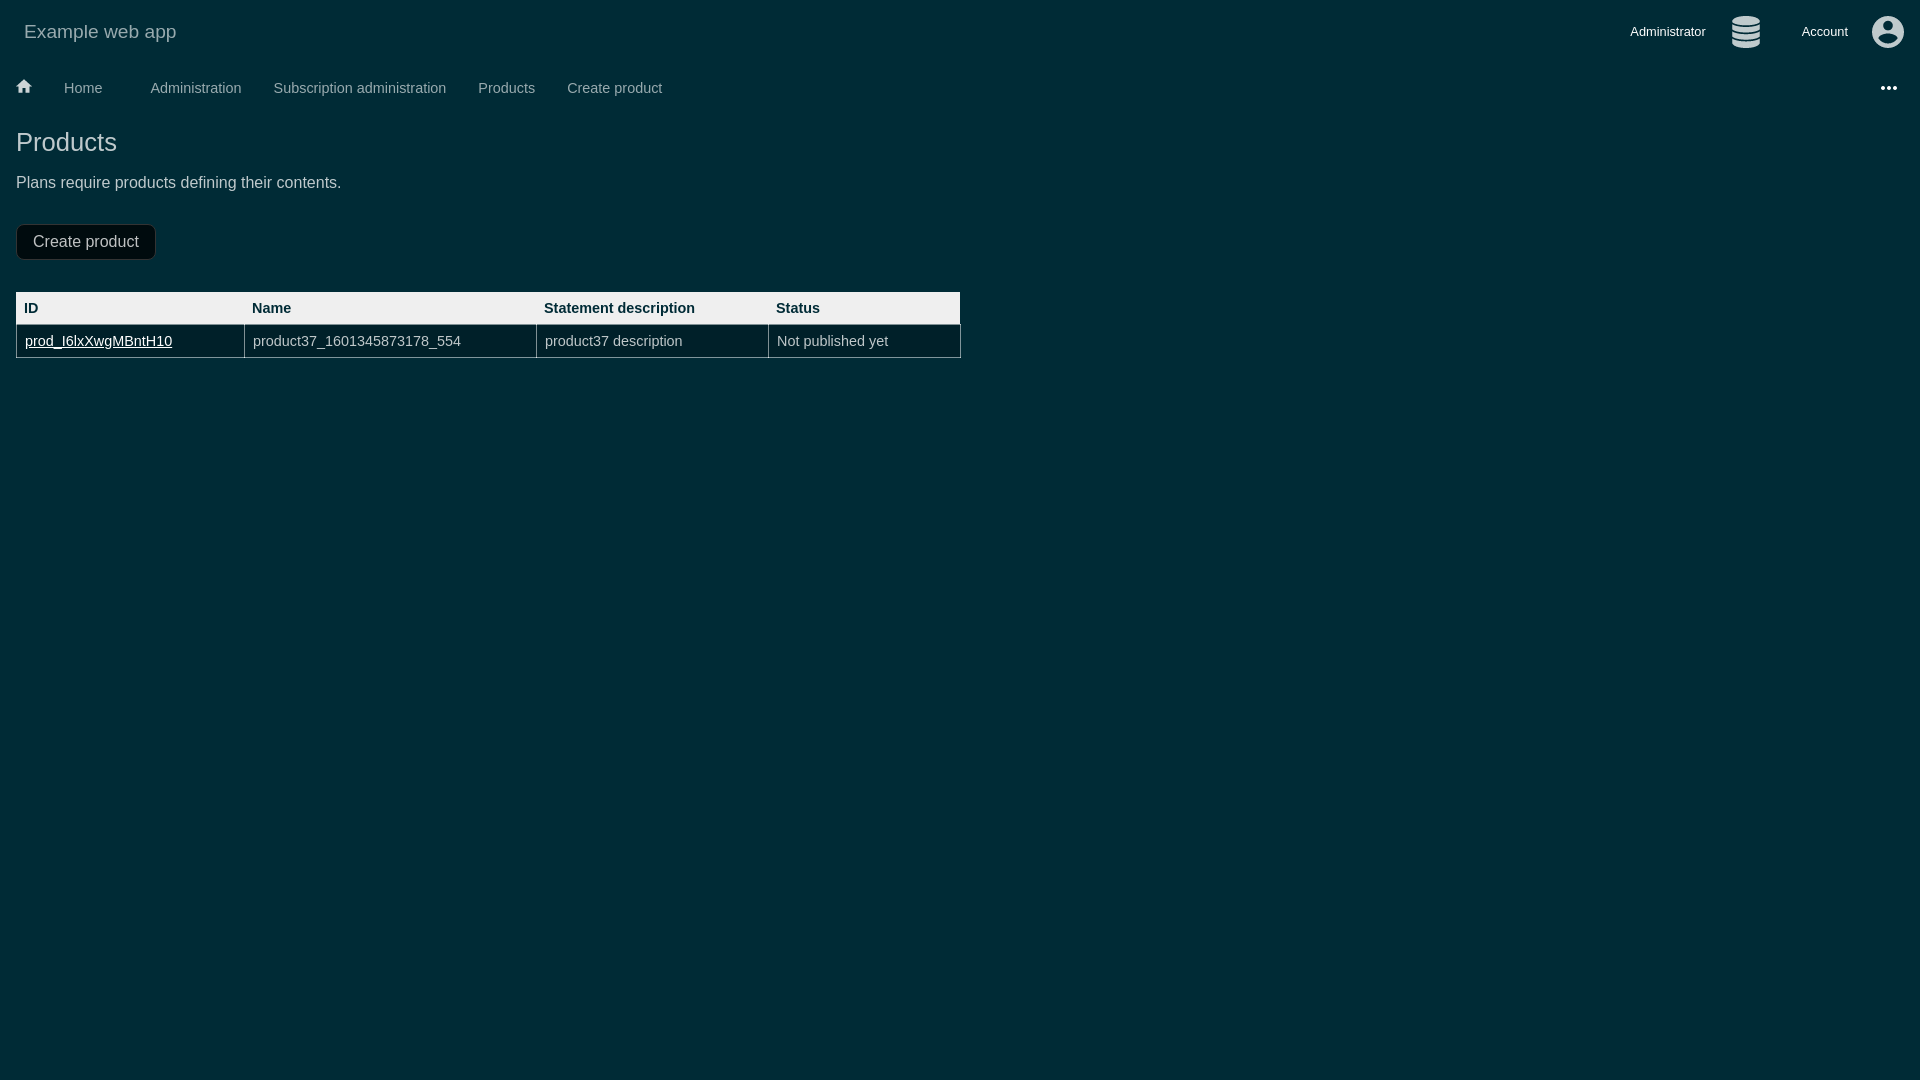 Example web app
Administrator
Account
Home
Administration
Subscription administration
Products
Create product
Products
Plans require products defining their contents.
Create product
ID Name Statement description Status
prod_I6lxXwgMBntH10 product37_1601345873178_554 product37 description Not published yet